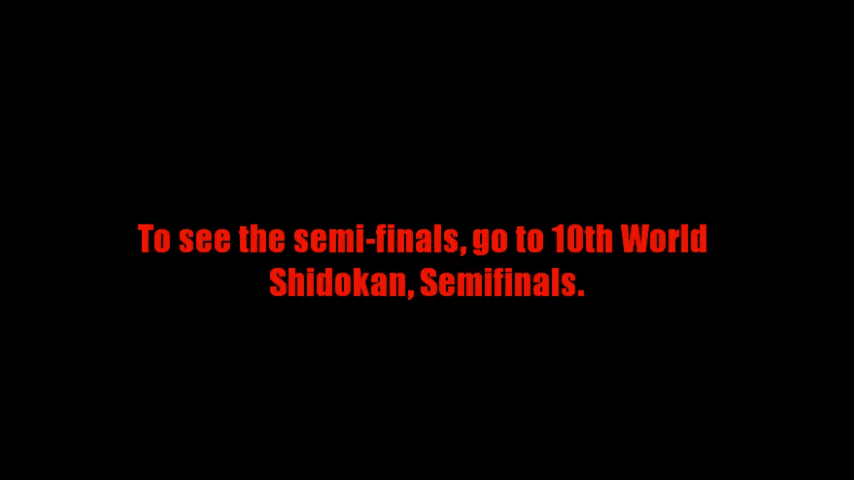 To see the semi-finals, go to 10th World
Shidokan, Semifinals.